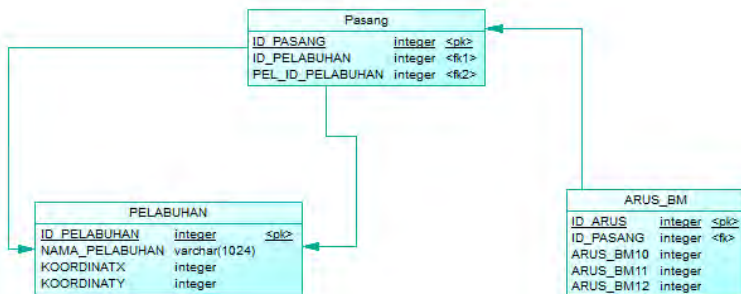 Pasang
ID_PASANG integer <pk>
ID_PELABUHAN integer <fk1>
PEL_ID_PELABUHAN integer <fk2>
PELABUHAN
ID_PELABUHAN integer <pk>
NAMA_PELABUHAN varchar(1024)
KOORDINATX integer
KOORDINATY integer
ARUS_BM
ID_ARUS integer <pk>
ID_PASANG integer <fk>
ARUS_BM10 integer
ARUS_BM11 integer
ARUS_BM12 integer